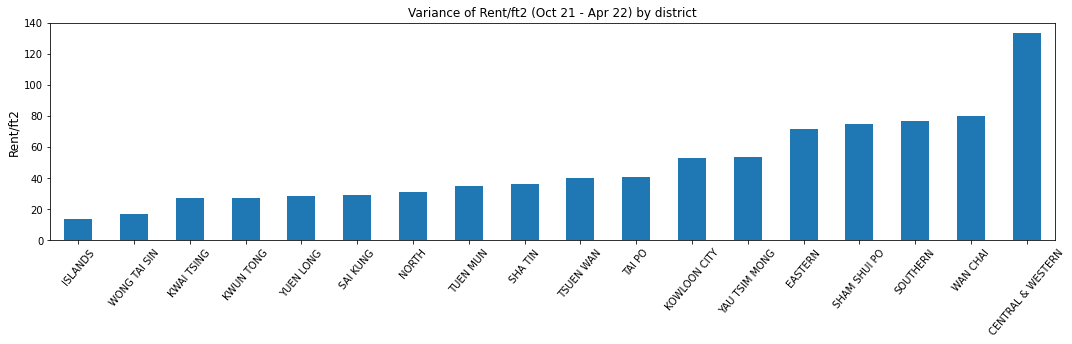 Variance of Rent/ft2 (Oct 21 - Apr 22) by district
Rent/ft2
140
120
100
80
60
40
20
0
ISLANDS
WONG TAI SIN
KWAI TSING
KWUN TONG
YUEN LONG
SAI KUNG
NORTH
TUEN MUN
SHA TIN
TSUEN WAN
TAI PO
KOWLOON CITY
YAU TSIM MONG
EASTERN
SHAM SHUI PO
SOUTHERN
WAN CHAI
CENTRAL & WESTERN